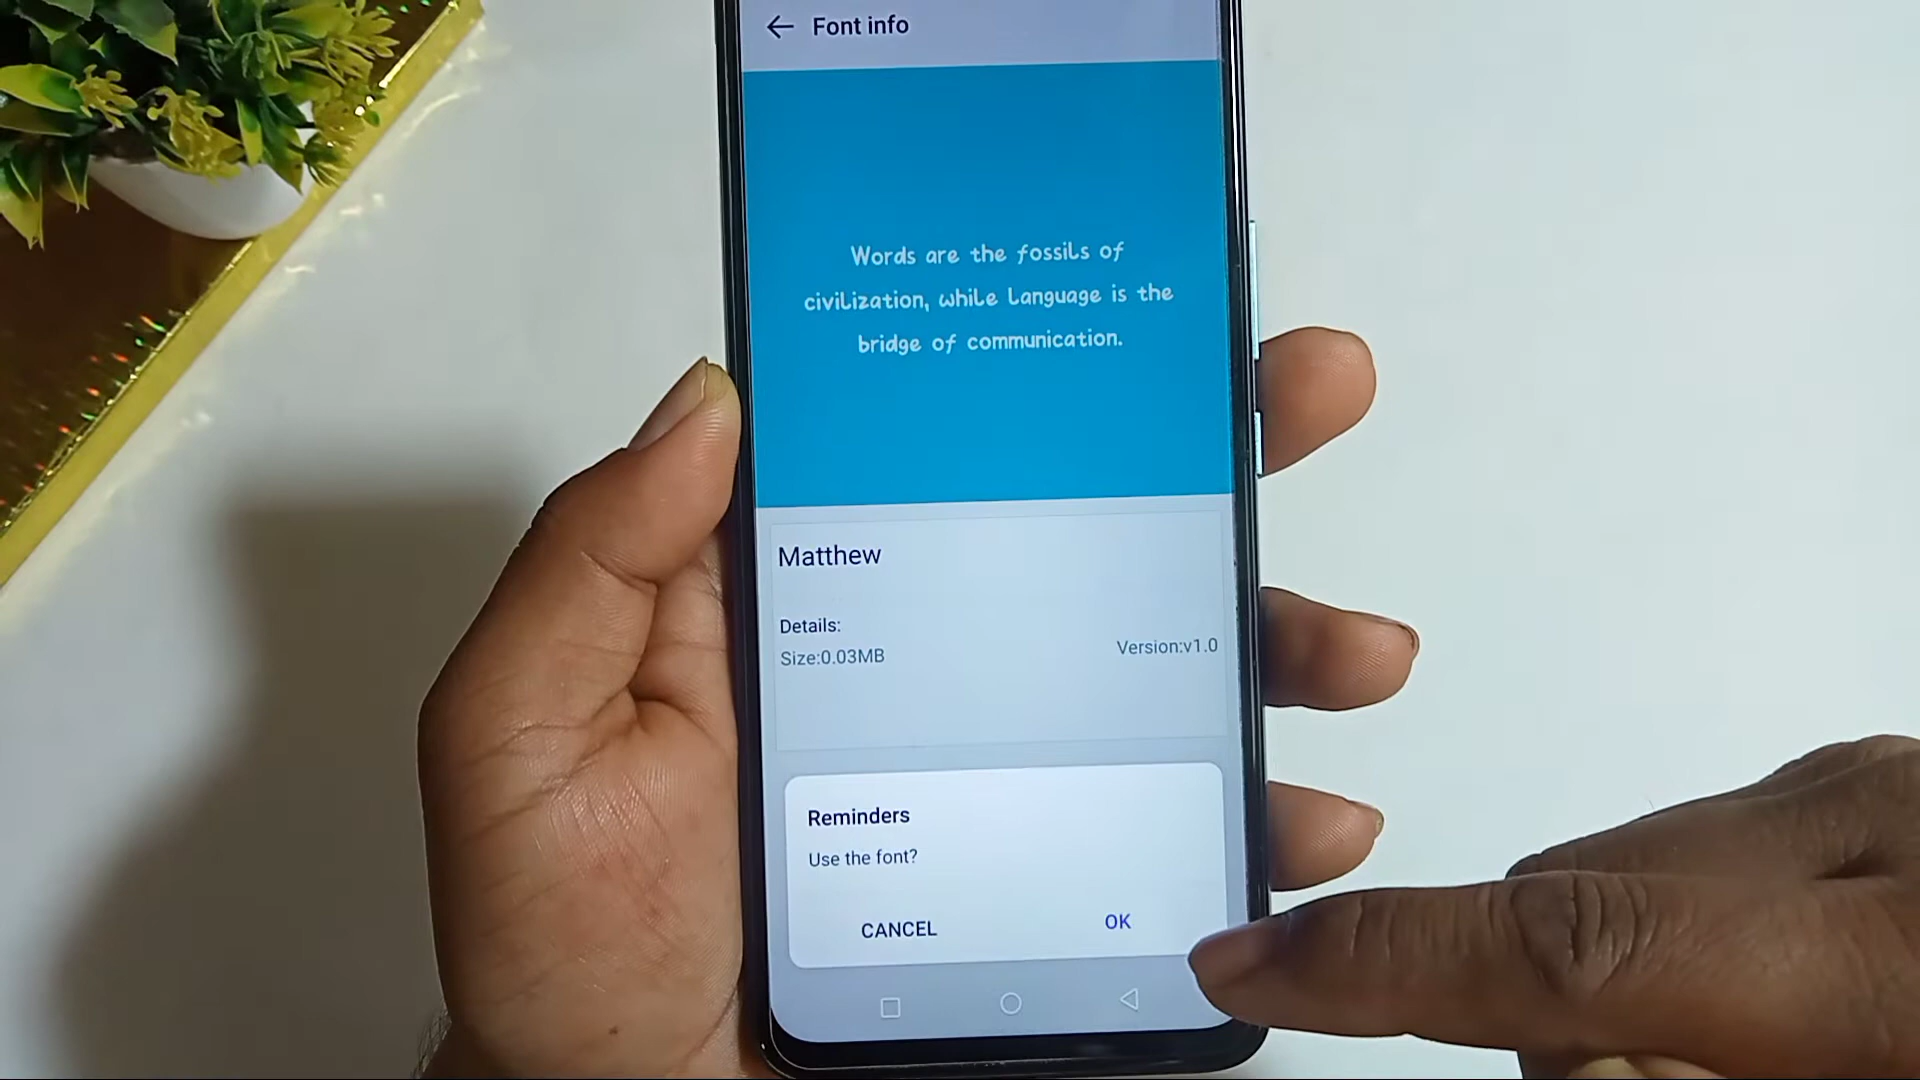 Font info
Words are the fossils of
civilization, while language is the
bridge of communication.
Matthew
Details:
Size:0.03MB
Version:v1.0
Reminders
Use the font?
CANCEL
OK